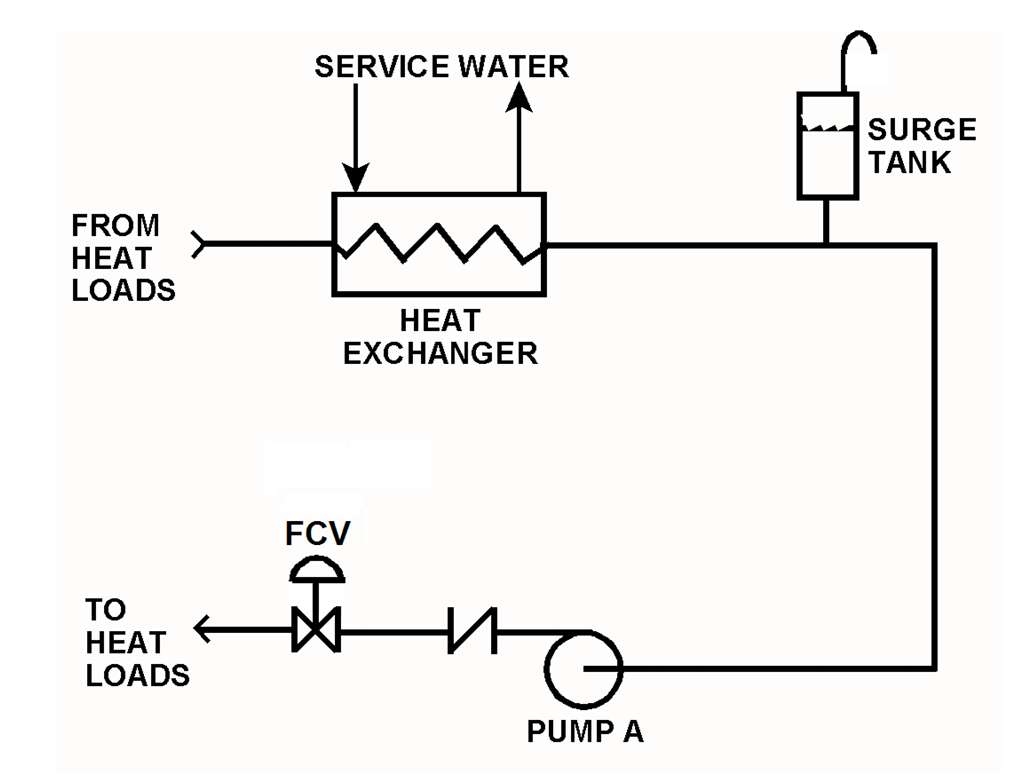 SERVICE WATER
SURGE
TANK
FROM
HEAT
LOADS
HEAT
EXCHANGER
FCV
TO
HEAT
LOADS
PUMP A